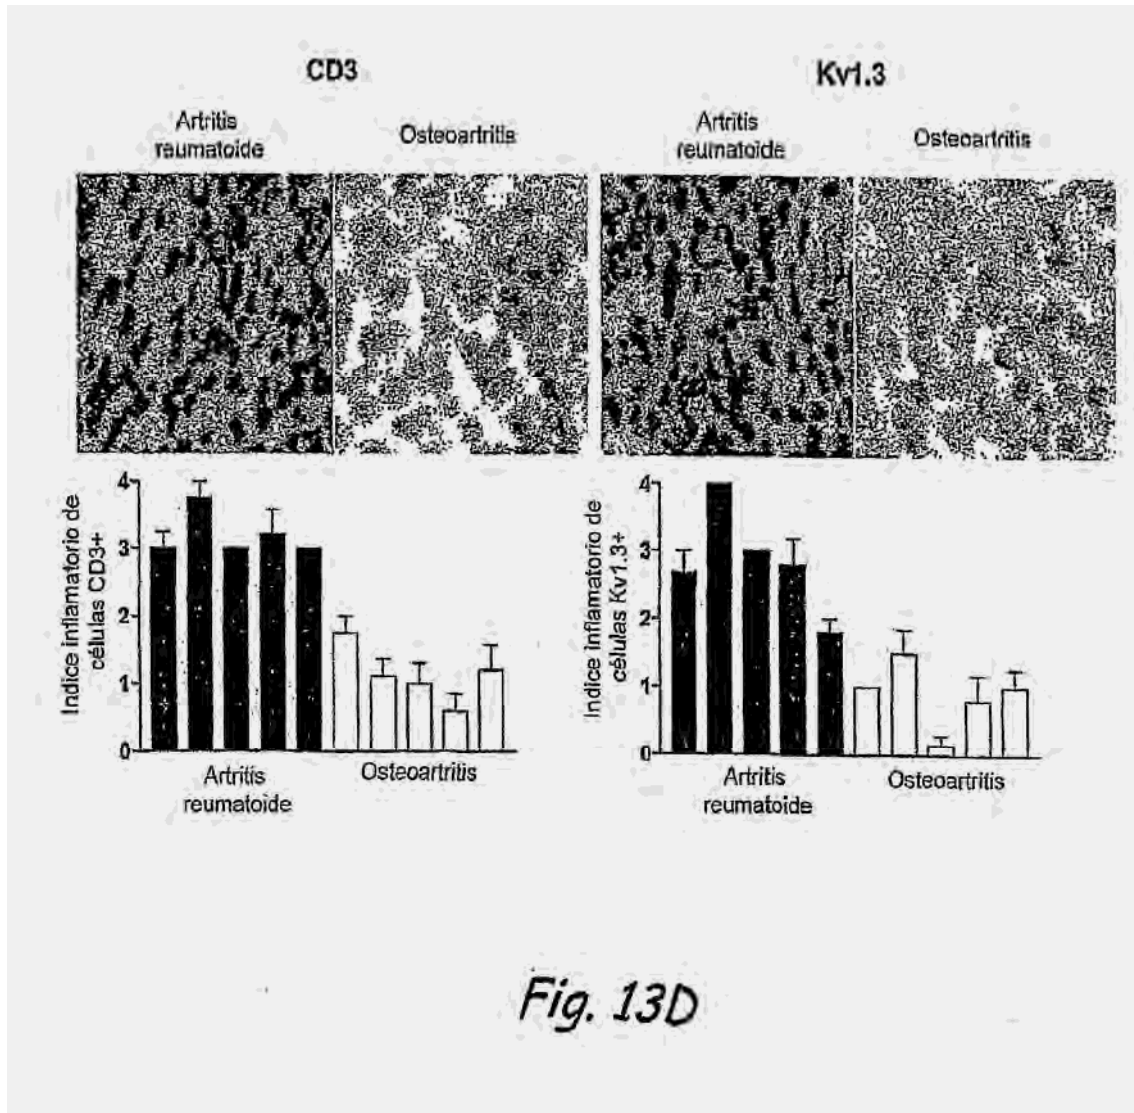 CD3
Artritis
reumatoide
Osteoartritis
Kv1.3
Artritis
reumatoide
Osteoartritis
Indice inflamatorio de
células CD3+
4
3
2
1
0
Artritis
reumatoide
Osteoartritis
Indice inflamatorio de
células Kv1.3+
4
3
2
1
0
Artritis
reumatoide
Osteoartritis
Fig. 13D